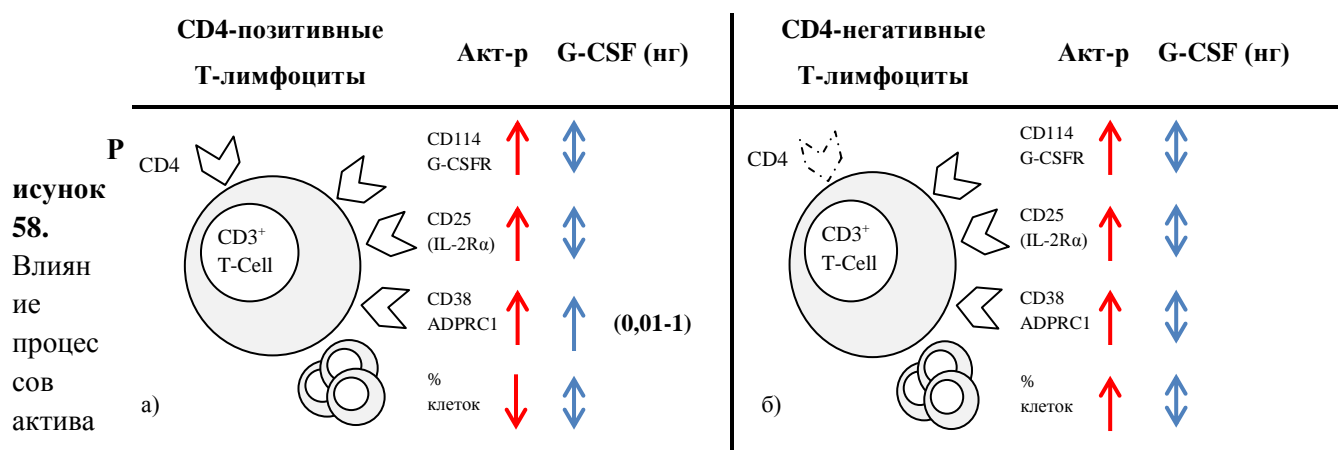 CD4-позитивные
Т-лимфоциты
Акт-р
G-CSF (нг)
CD4-негативные
Т-лимфоциты
Акт-р
G-CSF (нг)
Р
исунок
58.
Влиян
ие
процес
сов
актива
CD4
CD3⁺
T-Cell
CD114
G-CSFR
CD25
(IL-2Rα)
CD38
ADPRC1
(0,01-1)
%
клеток
а)
CD4
CD3⁺
T-Cell
CD114
G-CSFR
CD25
(IL-2Rα)
CD38
ADPRC1
%
клеток
б)